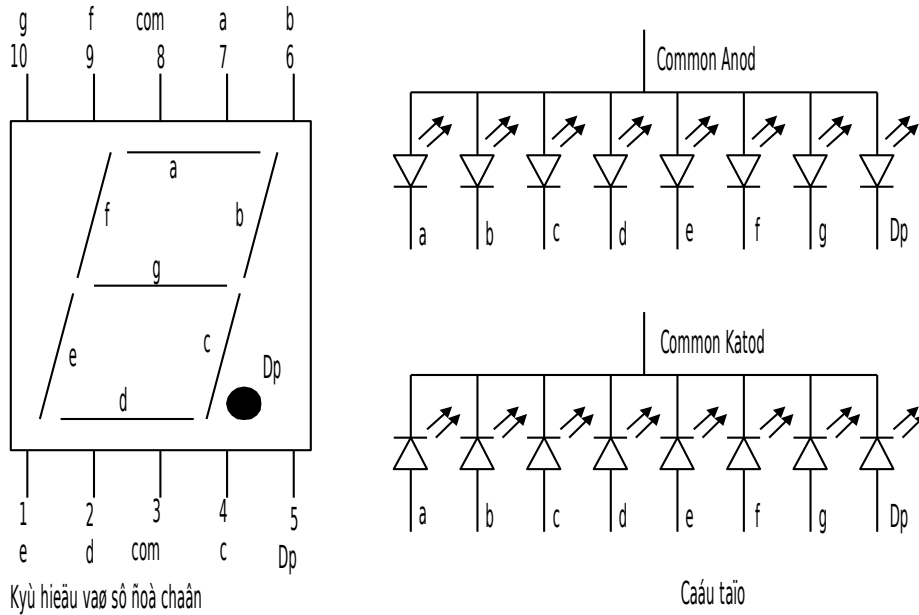 g f com a b
10 9 8 7 6
a
f b
g
e c
Dp
d
1 2 3 4 5
e d com c Dp
Kyù hieäu vaø sô ñoà chaân
Common Anod
a b c d e f g Dp
Common Katod
a b c d e f g Dp
Caáu taïo